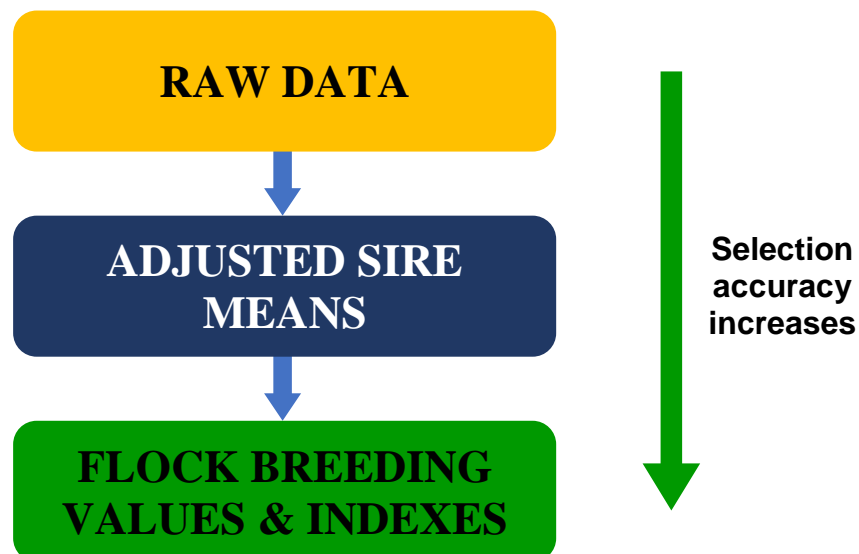 RAW DATA
ADJUSTED SIRE
MEANS
Selection
accuracy
increases
FLOCK BREEDING
VALUES & INDEXES